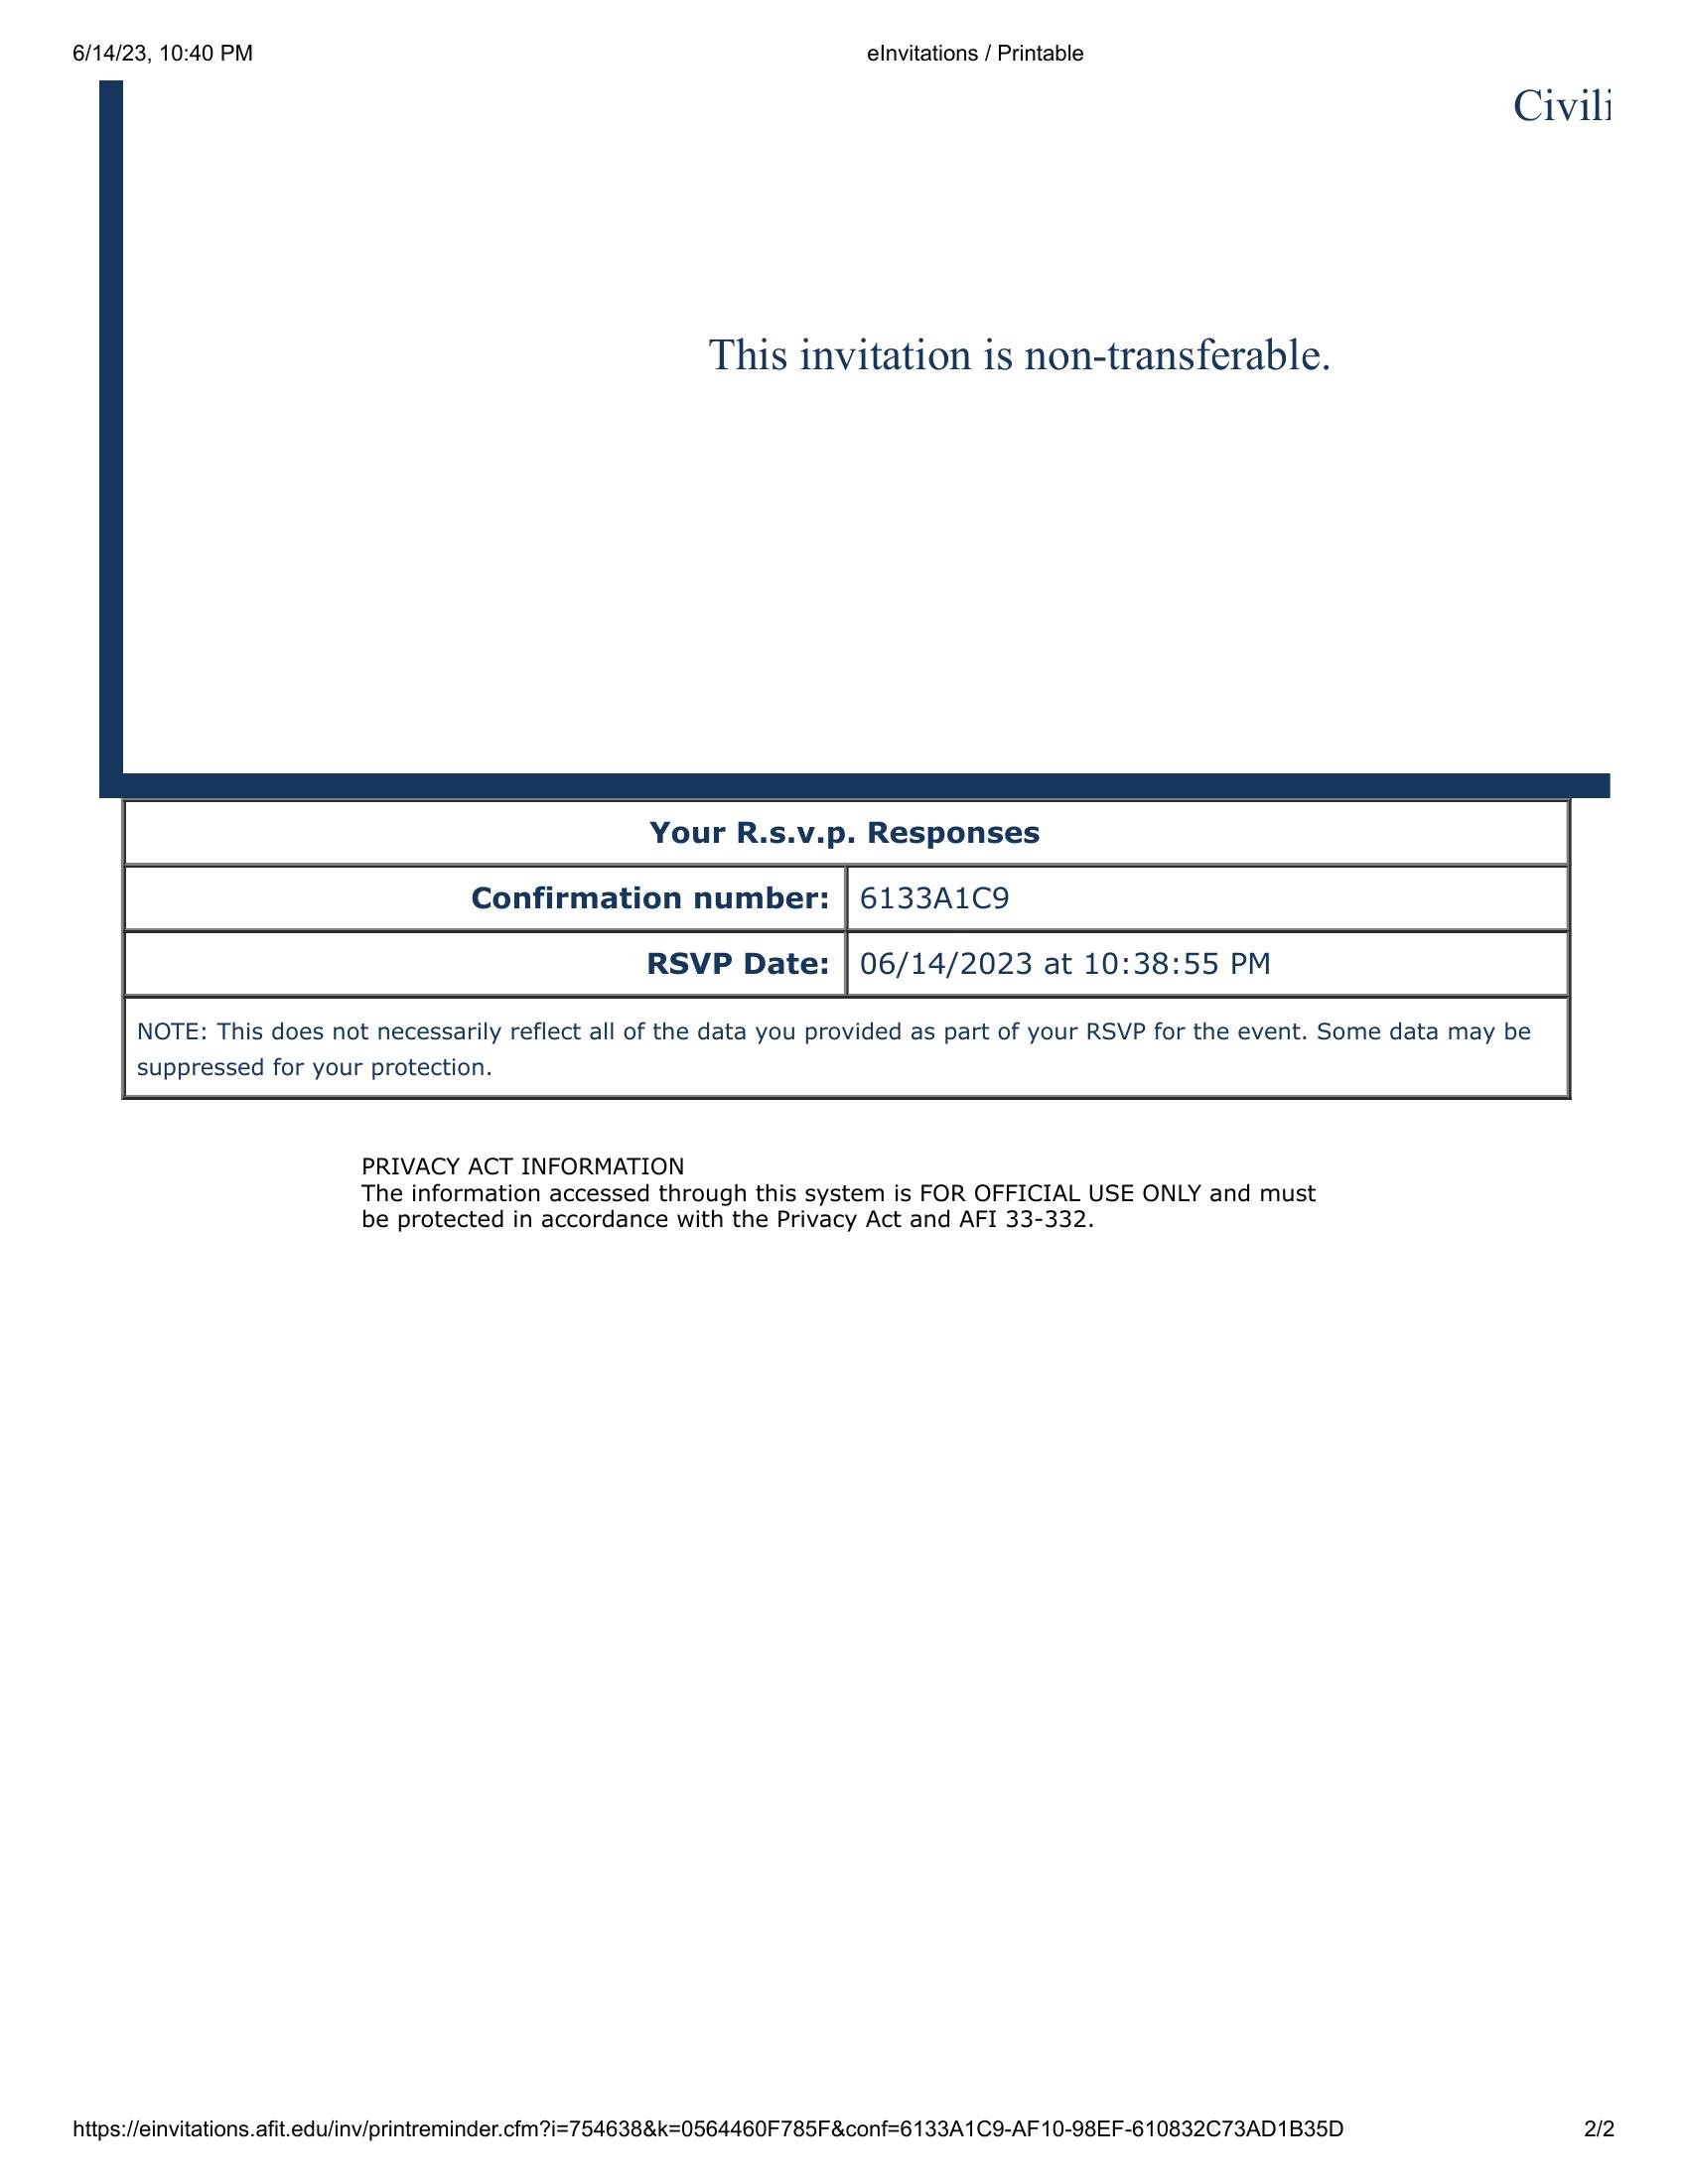 6/14/23, 10:40 PM
eInvitations / Printable
Civili
This invitation is non-transferable.
Your R.s.v.p. Responses
Confirmation number: 6133A1C9
RSVP Date: 06/14/2023 at 10:38:55 PM
NOTE: This does not necessarily reflect all of the data you provided as part of your RSVP for the event. Some data may be
suppressed for your protection.
PRIVACY ACT INFORMATION
The information accessed through this system is FOR OFFICIAL USE ONLY and must
be protected in accordance with the Privacy Act and AFI 33-332.
https://einvitations.afit.edu/inv/printreminder.cfm?i=754638&k=0564460F785F&conf=6133A1C9-AF10-98EF-610832C73AD1B35D
2/2